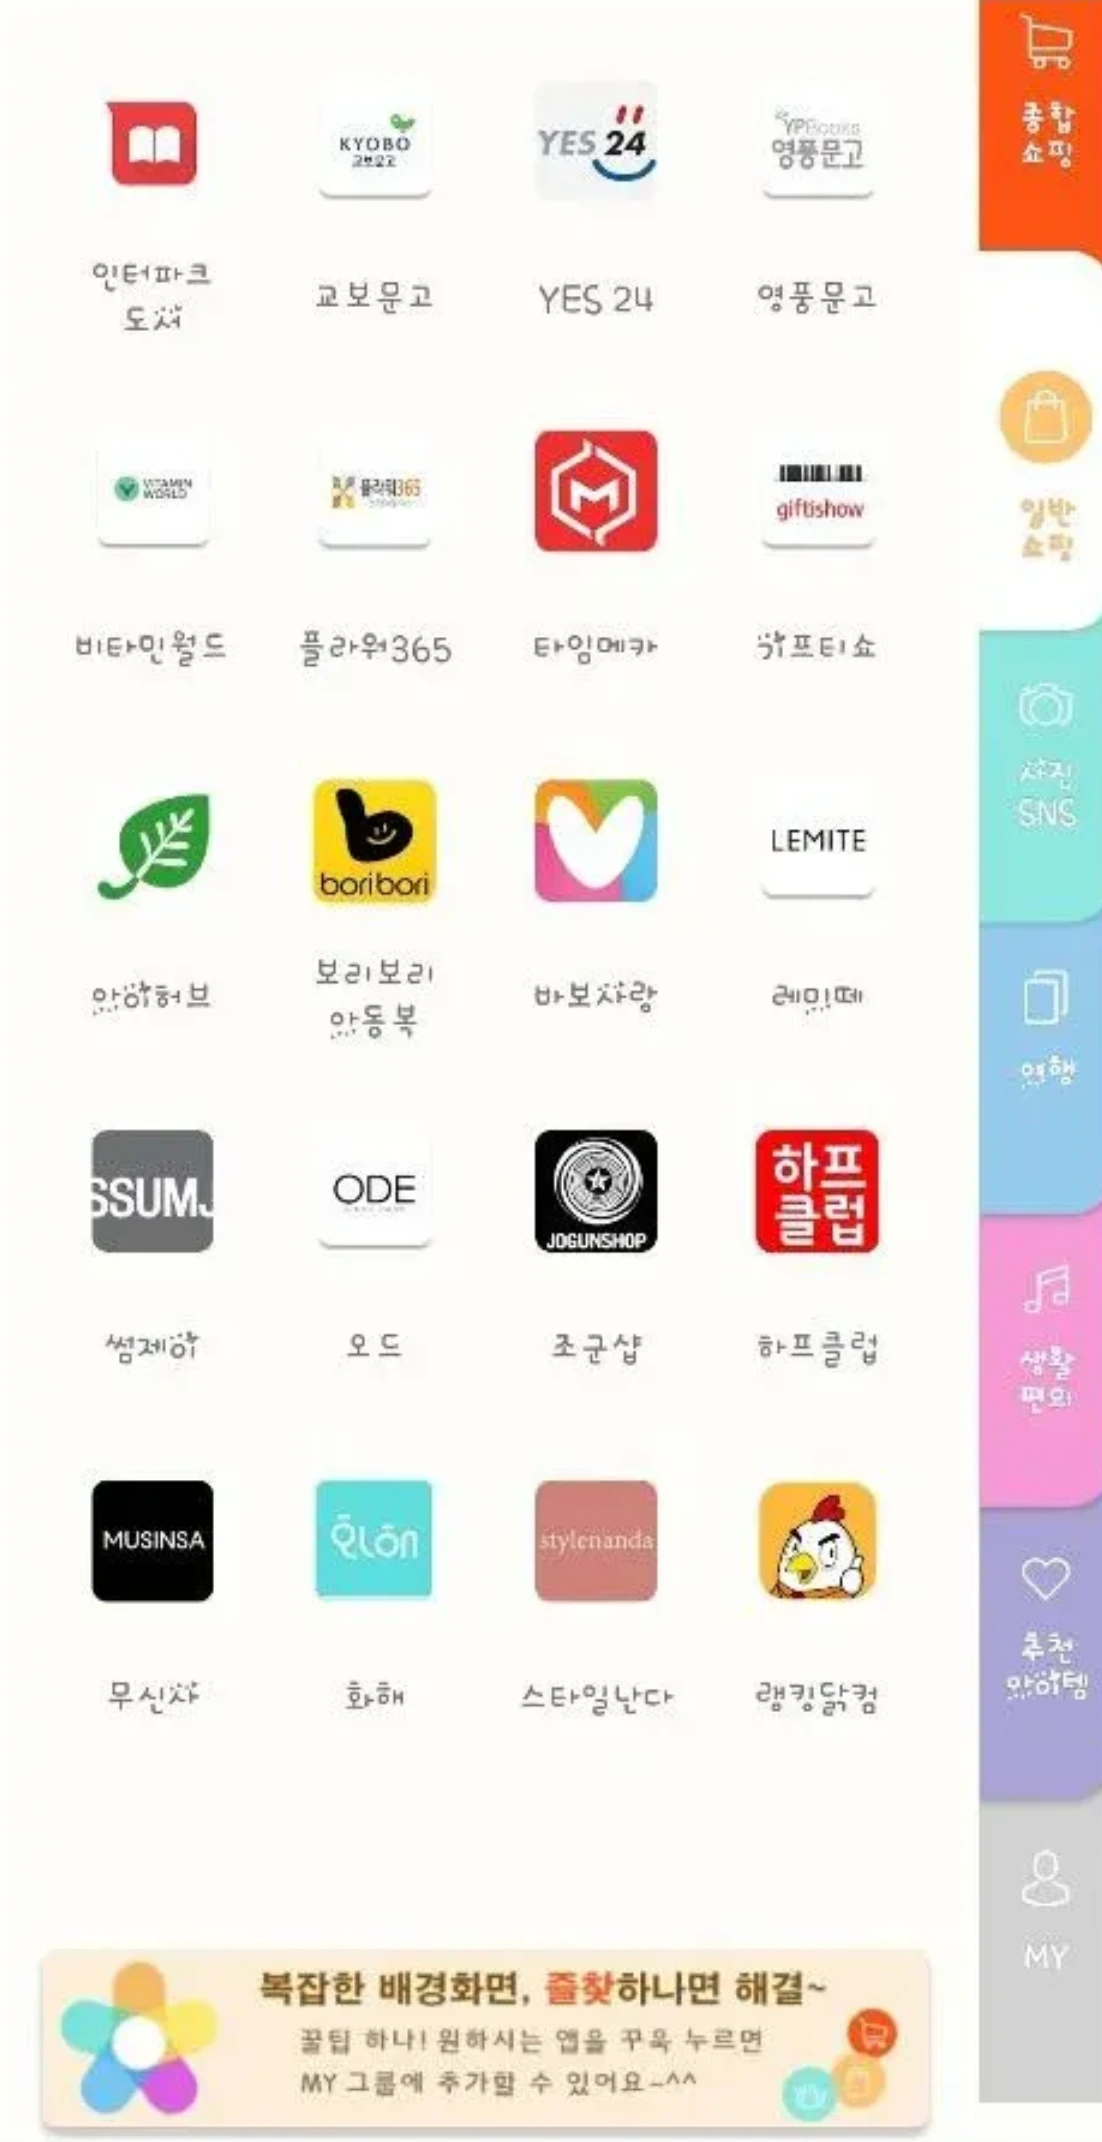 KYOBO
교보문고
YES 24
YPBooks
영풍문고
인터파크
도서
교보문고
YES 24
영풍문고
VITAMIN
WORLD
플라워365
M
giftishow
비타민월드
플라워365
타임메카
기프티쇼
boribori
LEMITE
아이허브
보리보리
아동복
바보사랑
레미떼
SSUMJ
ODE
JOGUNSHOP
하프
클럽
썸제이
오드
조군샵
하프클럽
MUSINSA
stylenanda
무신사
화해
스타일난다
랭킹닭컴
복잡한 배경화면, 즐찾하나면 해결~
꿀팁 하나! 원하시는 앱을 꾸욱 누르면
MY 그룹에 추가할 수 있어요~^^
종합
쇼핑
일반
쇼핑
사진
SNS
여행
생활
편의
추천
아이템
MY